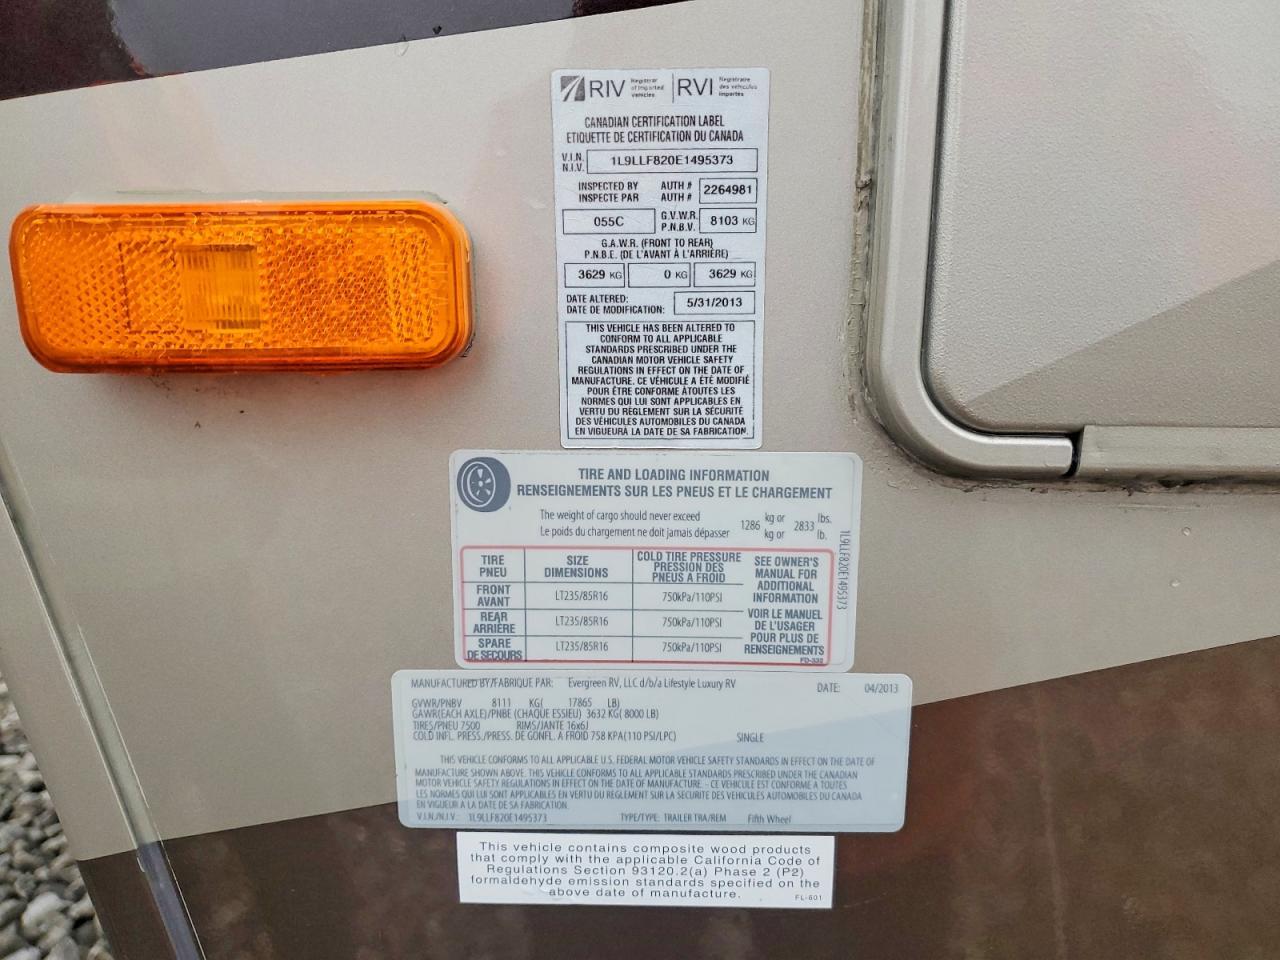 RIV Registrar of Imported Vehicles | RVI Registraire des véhicules importés
CANADIAN CERTIFICATION LABEL
ETIQUETTE DE CERTIFICATION DU CANADA
V.I.N. N.I.V. 1L9LLF820E1495373
INSPECTED BY AUTH # 2264981
INSPECTE PAR AUTH #
055C G.V.W.R. P.N.B.V. 8103 KG
G.A.W.R. (FRONT TO REAR)
P.N.B.E. (DE L'AVANT À L'ARRIÈRE)
3629 KG 0 KG 3629 KG
DATE ALTERED: 5/31/2013
DATE DE MODIFICATION:
THIS VEHICLE HAS BEEN ALTERED TO
CONFORM TO ALL APPLICABLE
STANDARDS PRESCRIBED UNDER THE
CANADIAN MOTOR VEHICLE SAFETY
REGULATIONS IN EFFECT ON THE DATE OF
MANUFACTURE. CE VÉHICULE A ÉTÉ MODIFIÉ
POUR ÊTRE CONFORME ÀTOUTES LES
NORMES QUI LUI SONT APPLICABLES EN
VERTU DU RÈGLEMENT SUR LA SÉCURITÉ
DES VÉHICULES AUTOMOBILES DU CANADA
EN VIGUEURÀ LA DATE DE SA FABRICATION.
TIRE AND LOADING INFORMATION
RENSEIGNEMENTS SUR LES PNEUS ET LE CHARGEMENT
The weight of cargo should never exceed 1286 kg or 2833 lbs.
Le poids du chargement ne doit jamais dépasser kg or lb.
TIRE SIZE COLD TIRE PRESSURE
PNEU DIMENSIONS PRESSION DES PNEUS A FROID
FRONT AVANT LT235/85R16 750kPa/110PSI
REAR ARRIÈRE LT235/85R16 750kPa/110PSI
SPARE DE SECOURS LT235/85R16 750kPa/110PSI
SEE OWNER'S
MANUAL FOR
ADDITIONAL
INFORMATION
VOIR LE MANUEL
DE L'USAGER
POUR PLUS DE
RENSEIGNEMENTS
FD-332
1L9LLF820E1495373
MANUFACTURED BY/FABRIQUE PAR: Evergreen RV, LLC d/b/a Lifestyle Luxury RV DATE: 04/2013
GVWR/PNBV 8111 KG( 17865 LB)
GAWR(EACH AXLE)/PNBE (CHAQUE ESSIEU) 3632 KG( 8000 LB)
TIRES/PNEU 7500 RIMS/JANTE 16x6J
COLD INFL. PRESS./PRESS. DE GONFL. A FROID 758 KPA(110 PSI/LPC) SINGLE
THIS VEHICLE CONFORMS TO ALL APPLICABLE U.S. FEDERAL MOTOR VEHICLE SAFETY STANDARDS IN EFFECT ON THE DATE OF
MANUFACTURE SHOWN ABOVE. THIS VEHICLE CONFORMS TO ALL APPLICABLE STANDARDS PRESCRIBED UNDER THE CANADIAN
MOTOR VEHICLE SAFETY REGULATIONS IN EFFECT ON THE DATE OF MANUFACTURE. - CE VEHICULE EST CONFORME A TOUTES
LES NORMES QUI LUI SONT APPLICABLES EN VERTU DU REGLEMENT SUR LA SECURITE DES VEHICULES AUTOMOBILES DU CANADA
EN VIGUEUR A LA DATE DE SA FABRICATION.
V.I.N./N.I.V.: 1L9LLF820E1495373 TYPE/TYPE: TRAILER TRA/REM Fifth Wheel
This vehicle contains composite wood products
that comply with the applicable California Code of
Regulations Section 93120.2(a) Phase 2 (P2)
formaldehyde emission standards specified on the
above date of manufacture.
FL-601